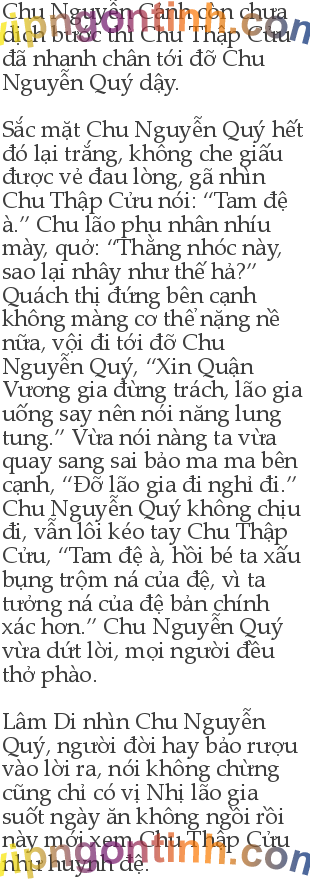 Chu Nguyễn Cảnh còn chưa
dịch bước thì Chu Thập Cửu
đã nhanh chân tới đỡ Chu
Nguyễn Quý dậy.
Sắc mặt Chu Nguyễn Quý hết
đỏ lại trắng, không che giấu
được vẻ đau lòng, gã nhìn
Chu Thập Cửu nói: “Tam đệ
à.” Chu lão phu nhân nhíu
mày, quở: “Thằng nhóc này,
sao lại nhây như thế hả?”
Quách thị đứng bên cạnh
không màng cơ thể nặng nề
nữa, vội đi tới đỡ Chu
Nguyễn Quý, “Xin Quận
Vương gia đừng trách, lão gia
uống say nên nói năng lung
tung.” Vừa nói nàng ta vừa
quay sang sai bảo ma ma bên
cạnh, “Đỡ lão gia đi nghỉ đi.”
Chu Nguyễn Quý không chịu
đi, vẫn lôi kéo tay Chu Thập
Cửu, “Tam đệ à, hồi bé ta xấu
bụng trộm ná của đệ, vì ta
tưởng ná của đệ bản chính
xác hơn.” Chu Nguyễn Quý
vừa dứt lời, mọi người đều
thở phào.
Lâm Di nhìn Chu Nguyễn
Quý, người đời hay bảo rượu
vào lời ra, nói không chừng
cũng chỉ có vị Nhị lão gia
suốt ngày ăn không ngồi rồi
này mới xem Chu Thập Cửu
như huynh đệ.
vipngontinh.com
vipngontinh.com